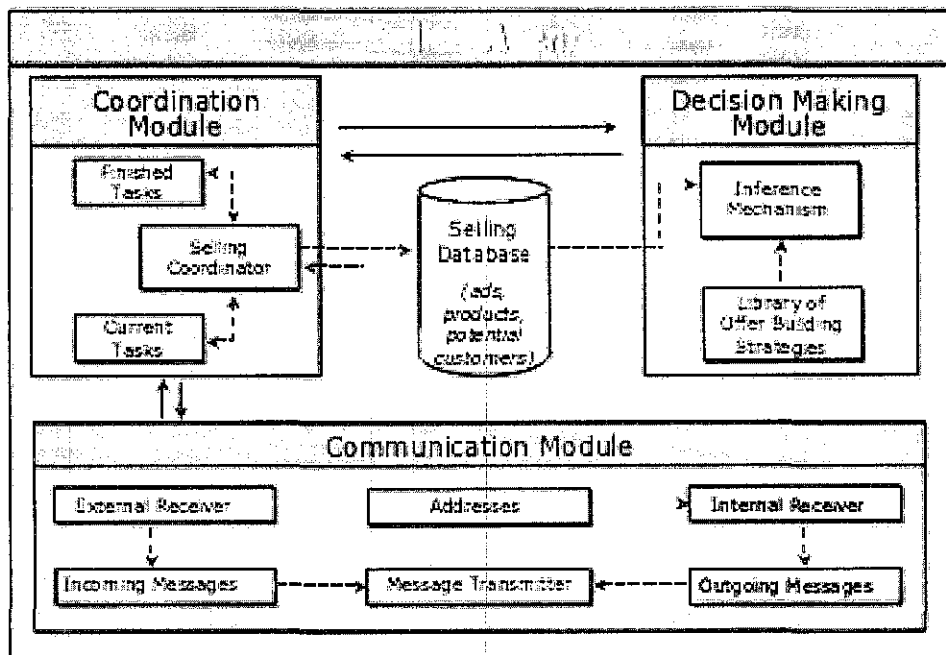 Coordination
Module
Decision Making
Module
Finished
Tasks
Selling
Coordinator
Current
Tasks
Selling
Database
(ads,
products,
potential
customers)
Inference
Mechanism
Library of
Offer Building
Strategies
Communication Module
External Receiver
Addresses
Internal Receiver
Incoming Messages
Message Transmitter
Outgoing Messages